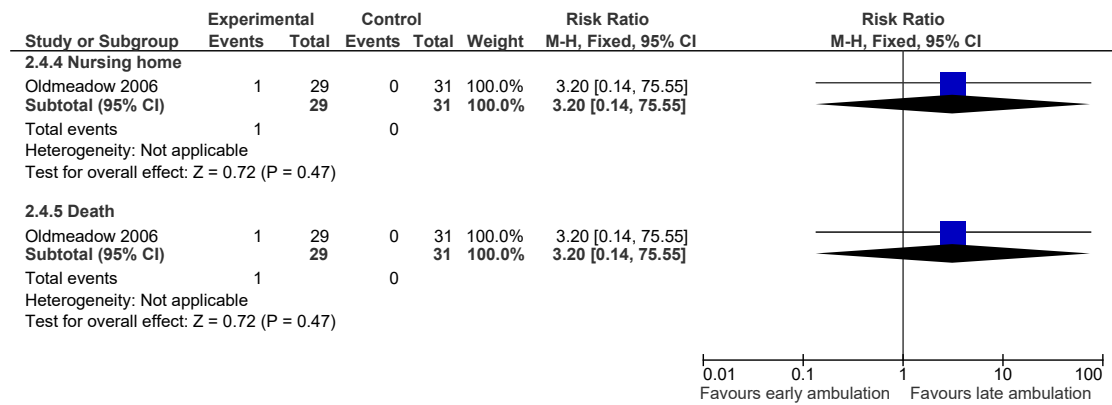 Experimental Control Risk Ratio Risk Ratio
Study or Subgroup Events Total Events Total Weight M-H, Fixed, 95% CI M-H, Fixed, 95% CI
2.4.4 Nursing home
Oldmeadow 2006 1 29 0 31 100.0% 3.20 [0.14, 75.55]
Subtotal (95% CI) 29 31 100.0% 3.20 [0.14, 75.55]
Total events 1 0
Heterogeneity: Not applicable
Test for overall effect: Z = 0.72 (P = 0.47)
2.4.5 Death
Oldmeadow 2006 1 29 0 31 100.0% 3.20 [0.14, 75.55]
Subtotal (95% CI) 29 31 100.0% 3.20 [0.14, 75.55]
Total events 1 0
Heterogeneity: Not applicable
Test for overall effect: Z = 0.72 (P = 0.47)
0.01 0.1 1 10 100
Favours early ambulation Favours late ambulation